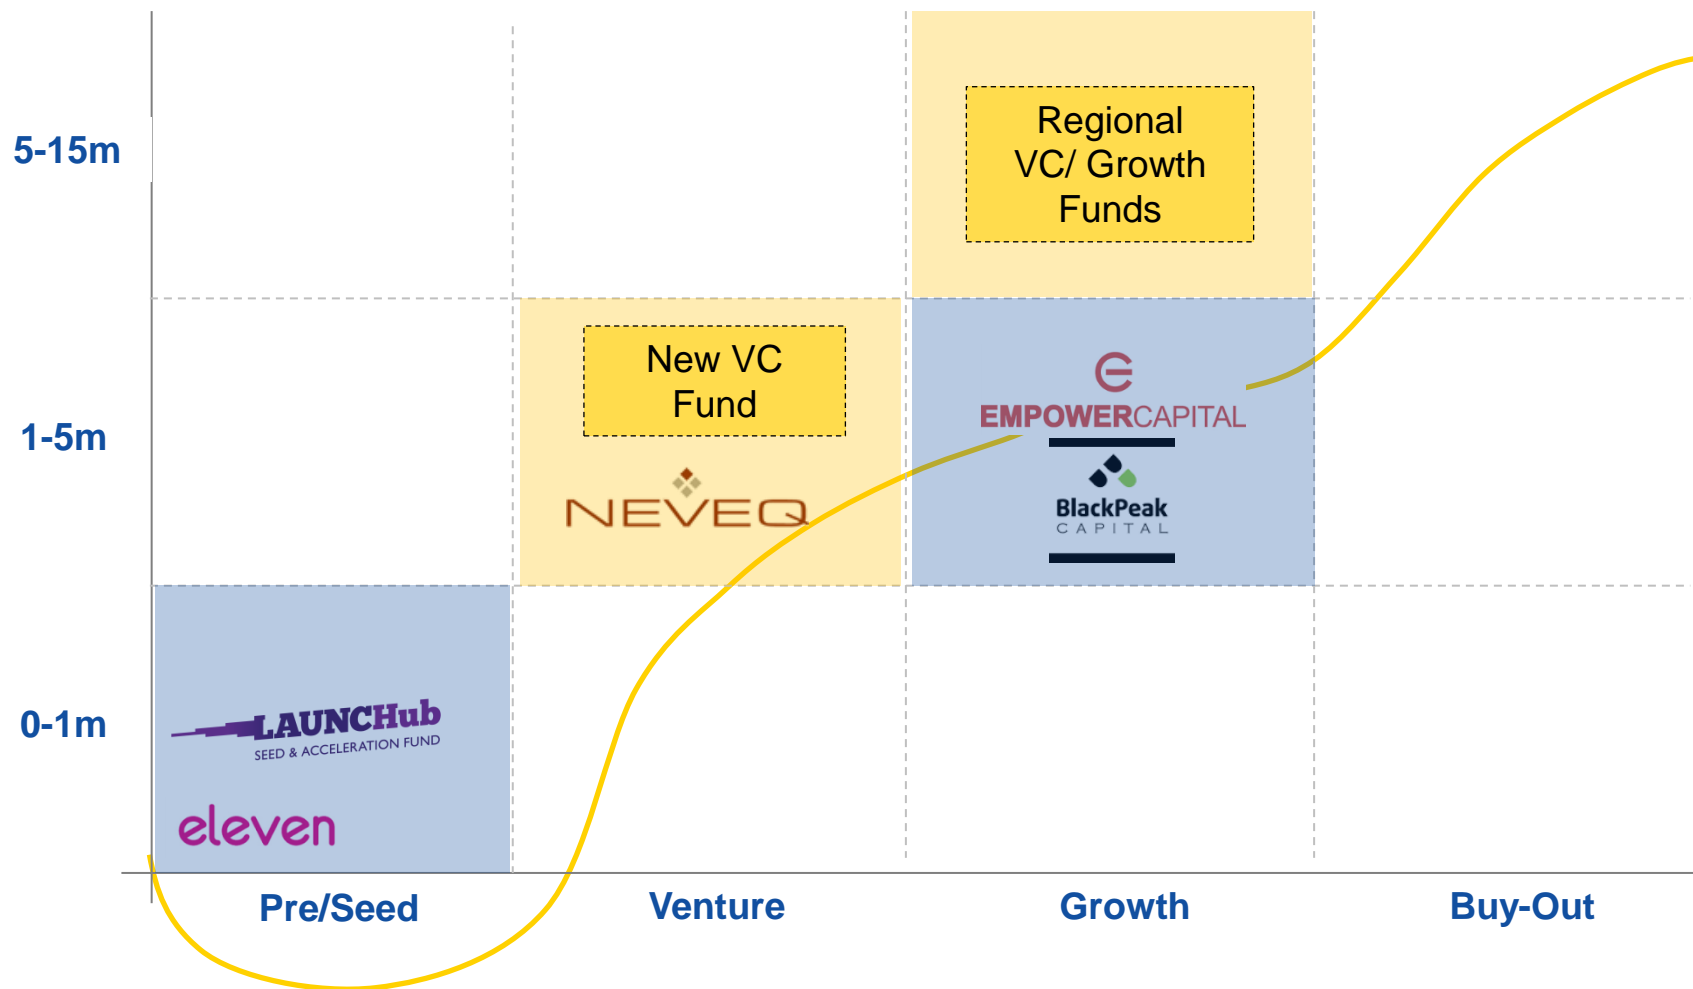 5-15m
Regional
VC/ Growth
Funds
1-5m
New VC
Fund
NEVEQ
EMPOWERCAPITAL
BlackPeak
CAPITAL
0-1m
LAUNCHub
SEED & ACCELERATION FUND
eleven
Pre/Seed
Venture
Growth
Buy-Out